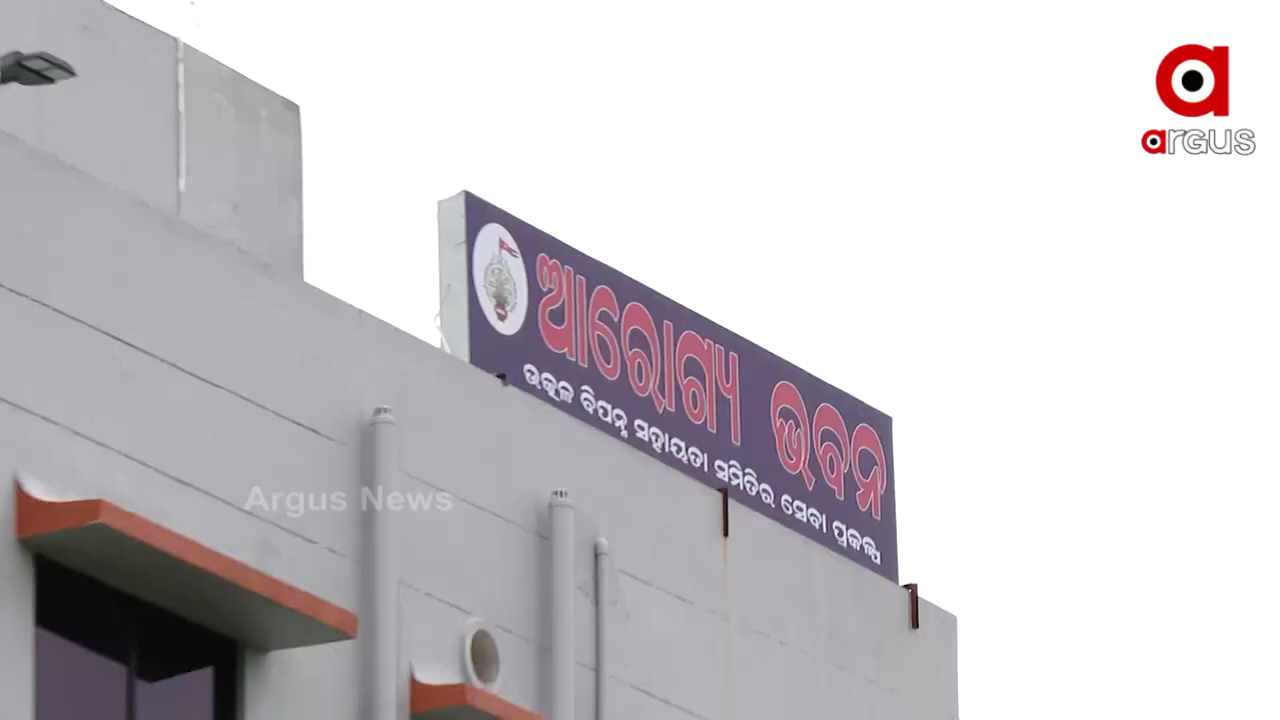 argus
ଆରୋଗ୍ୟ ଭବନ
ଉତ୍କଳ ବିପନ୍ନ ସହାୟତା ସମିତିର ସେବା ପ୍ରକଳ୍ପ
Argus News